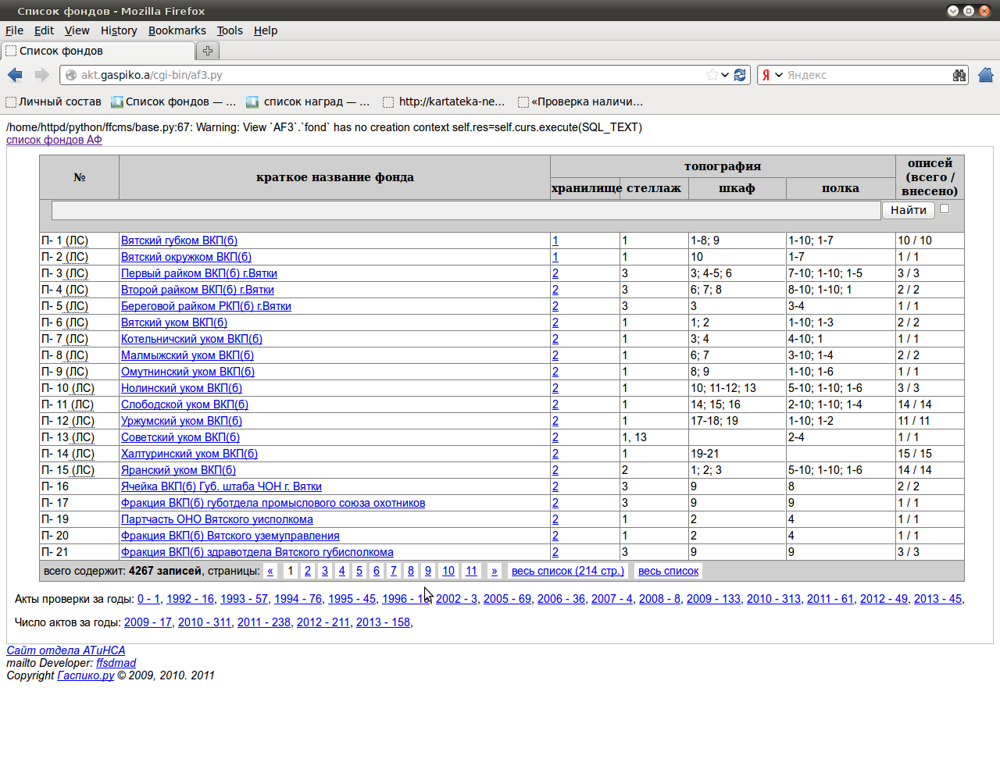 Список фондов - Mozilla Firefox
File Edit View History Bookmarks Tools Help
Список фондов
akt.gaspiko.a/cgi-bin/af3.py Я Яндекс
Личный состав Список фондов — ... список наград — ... http://kartateka-ne... «Проверка наличи...
/home/httpd/python/ffcms/base.py:67: Warning: View `AF3`.`fond` has no creation context self.res=self.curs.execute(SQL_TEXT)
список фондов АФ
№ краткое название фонда топография описей (всего / внесено)
хранилище стеллаж шкаф полка
Найти
П- 1 (ЛС) Вятский губком ВКП(б) 1 1 1-8; 9 1-10; 1-7 10 / 10
П- 2 (ЛС) Вятский окружком ВКП(б) 1 1 10 1-7 1 / 1
П- 3 (ЛС) Первый райком ВКП(б) г.Вятки 2 3 3; 4-5; 6 7-10; 1-10; 1-5 3 / 3
П- 4 (ЛС) Второй райком ВКП(б) г.Вятки 2 3 6; 7; 8 8-10; 1-10; 1 2 / 2
П- 5 (ЛС) Береговой райком РКП(б) г.Вятки 2 3 3 3-4 1 / 1
П- 6 (ЛС) Вятский уком ВКП(б) 2 1 1; 2 1-10; 1-3 2 / 2
П- 7 (ЛС) Котельничский уком ВКП(б) 2 1 3; 4 4-10; 1 1 / 1
П- 8 (ЛС) Малмыжский уком ВКП(б) 2 1 6; 7 3-10; 1-4 2 / 2
П- 9 (ЛС) Омутнинский уком ВКП(б) 2 1 8; 9 1-10; 1-6 1 / 1
П- 10 (ЛС) Нолинский уком ВКП(б) 2 1 10; 11-12; 13 5-10; 1-10; 1-6 3 / 3
П- 11 (ЛС) Слободской уком ВКП(б) 2 1 14; 15; 16 2-10; 1-10; 1-4 14 / 14
П- 12 (ЛС) Уржумский уком ВКП(б) 2 1 17-18; 19 1-10; 1-2 11 / 11
П- 13 (ЛС) Советский уком ВКП(б) 2 1, 13 2-4 1 / 1
П- 14 (ЛС) Халтуринский уком ВКП(б) 2 1 19-21 15 / 15
П- 15 (ЛС) Яранский уком ВКП(б) 2 2 1; 2; 3 5-10; 1-10; 1-6 14 / 14
П- 16 Ячейка ВКП(б) Губ. штаба ЧОН г. Вятки 2 3 9 8 2 / 2
П- 17 Фракция ВКП(б) губотдела промыслового союза охотников 2 3 9 9 1 / 1
П- 19 Партчасть ОНО Вятского уисполкома 2 1 2 4 1 / 1
П- 20 Фракция ВКП(б) Вятского уземуправления 2 1 2 4 1 / 1
П- 21 Фракция ВКП(б) здравотдела Вятского губисполкома 2 3 9 9 3 / 3
всего содержит: 4267 записей, страницы: « 1 2 3 4 5 6 7 8 9 10 11 » весь список (214 стр.) весь список
Акты проверки за годы: 0 - 1, 1992 - 16, 1993 - 57, 1994 - 76, 1995 - 45, 1996 - , 2002 - 3, 2005 - 69, 2006 - 36, 2007 - 4, 2008 - 8, 2009 - 133, 2010 - 313, 2011 - 61, 2012 - 49, 2013 - 45,
Число актов за годы: 2009 - 17, 2010 - 311, 2011 - 238, 2012 - 211, 2013 - 158,
Сайт отдела АТиНСА
mailto Developer: ffsdmad
Copyright Гаспико.ру © 2009, 2010. 2011